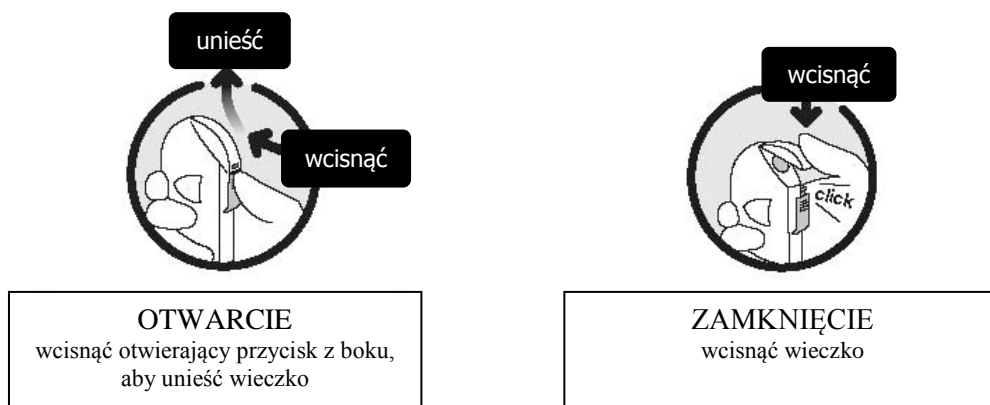 unieść
wcisnąć
OTWARCIE
wcisnąć otwierający przycisk z boku,
aby unieść wieczko
wcisnąć
click
ZAMKNIĘCIE
wcisnąć wieczko